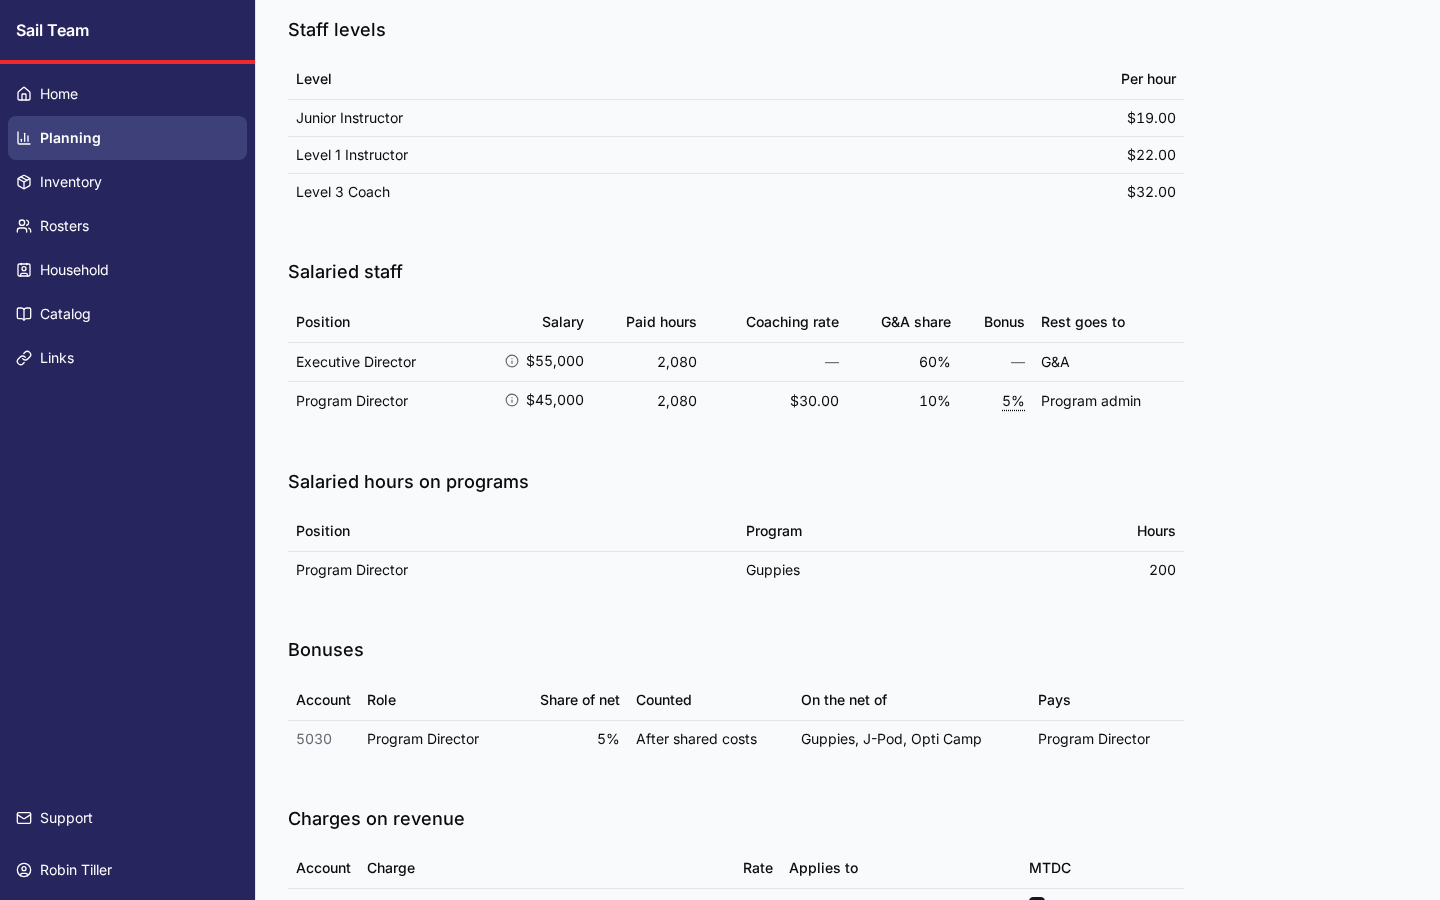 Sail Team
Home
Planning
Inventory
Rosters
Household
Catalog
Links
Support
Robin Tiller
Staff levels
Level Per hour
Junior Instructor $19.00
Level 1 Instructor $22.00
Level 3 Coach $32.00
Salaried staff
Position Salary Paid hours Coaching rate G&A share Bonus Rest goes to
Executive Director $55,000 2,080 — 60% — G&A
Program Director $45,000 2,080 $30.00 10% 5% Program admin
Salaried hours on programs
Position Program Hours
Program Director Guppies 200
Bonuses
Account Role Share of net Counted On the net of Pays
5030 Program Director 5% After shared costs Guppies, J-Pod, Opti Camp Program Director
Charges on revenue
Account Charge Rate Applies to MTDC